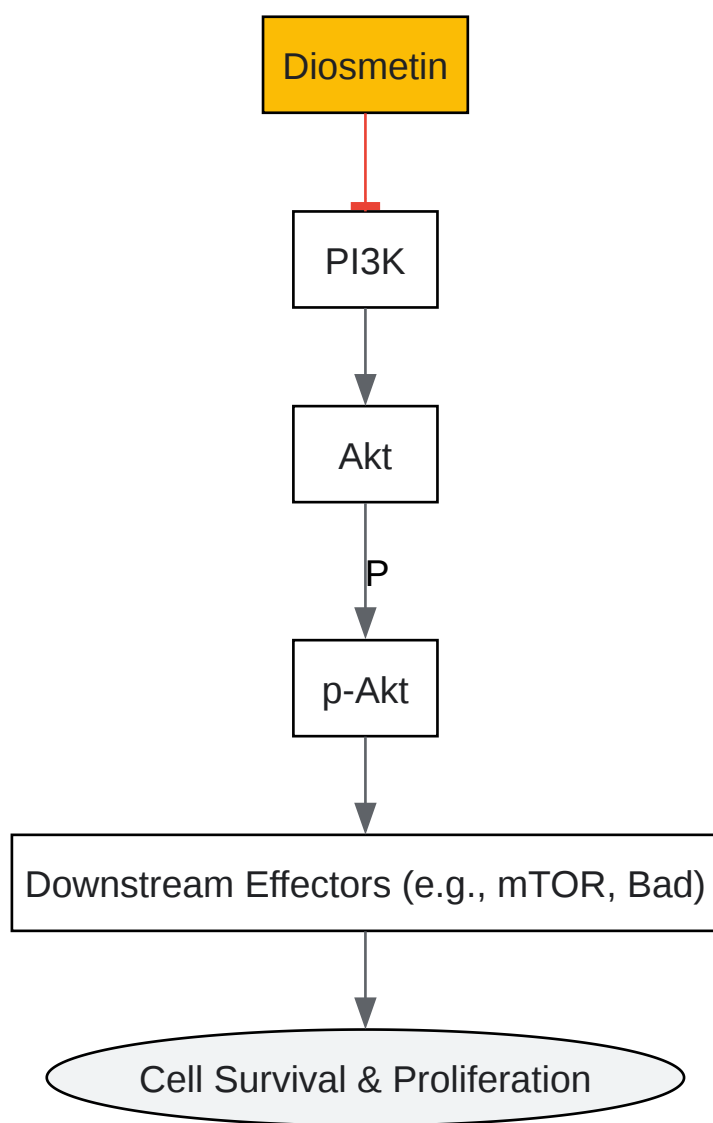 Diosmetin
PI3K
Akt
P
p-Akt
Downstream Effectors (e.g., mTOR, Bad)
Cell Survival & Proliferation